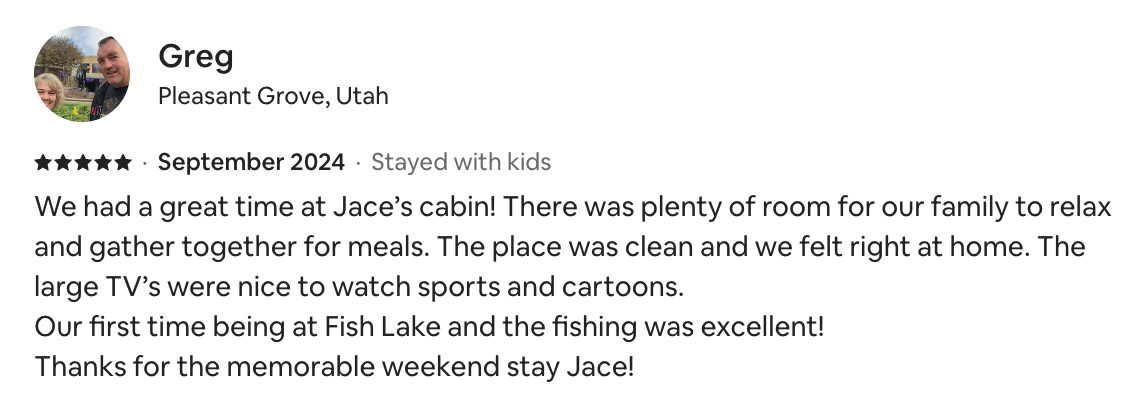 Greg
Pleasant Grove, Utah
★★★★★ · September 2024 · Stayed with kids
We had a great time at Jace’s cabin! There was plenty of room for our family to relax
and gather together for meals. The place was clean and we felt right at home. The
large TV’s were nice to watch sports and cartoons.
Our first time being at Fish Lake and the fishing was excellent!
Thanks for the memorable weekend stay Jace!